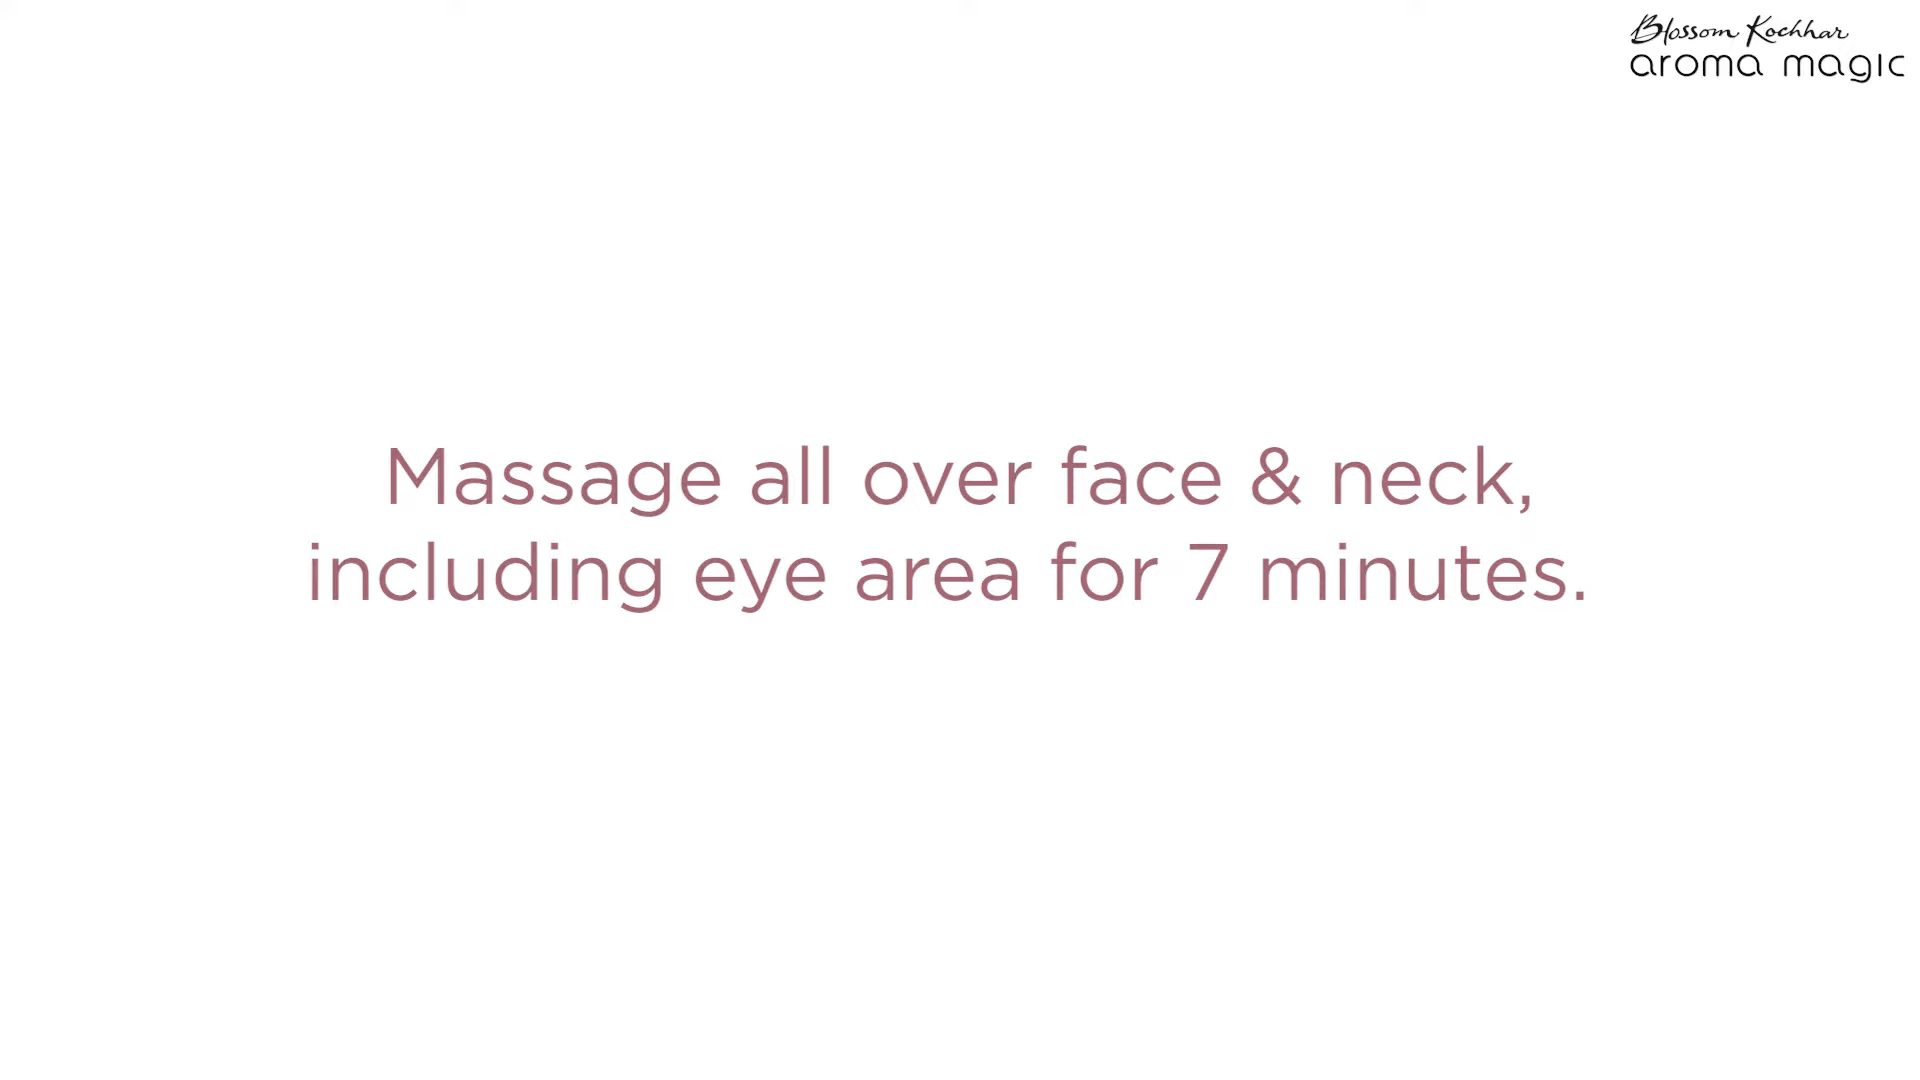 Blossom Kochhar
aroma magic
Massage all over face & neck,
including eye area for 7 minutes.